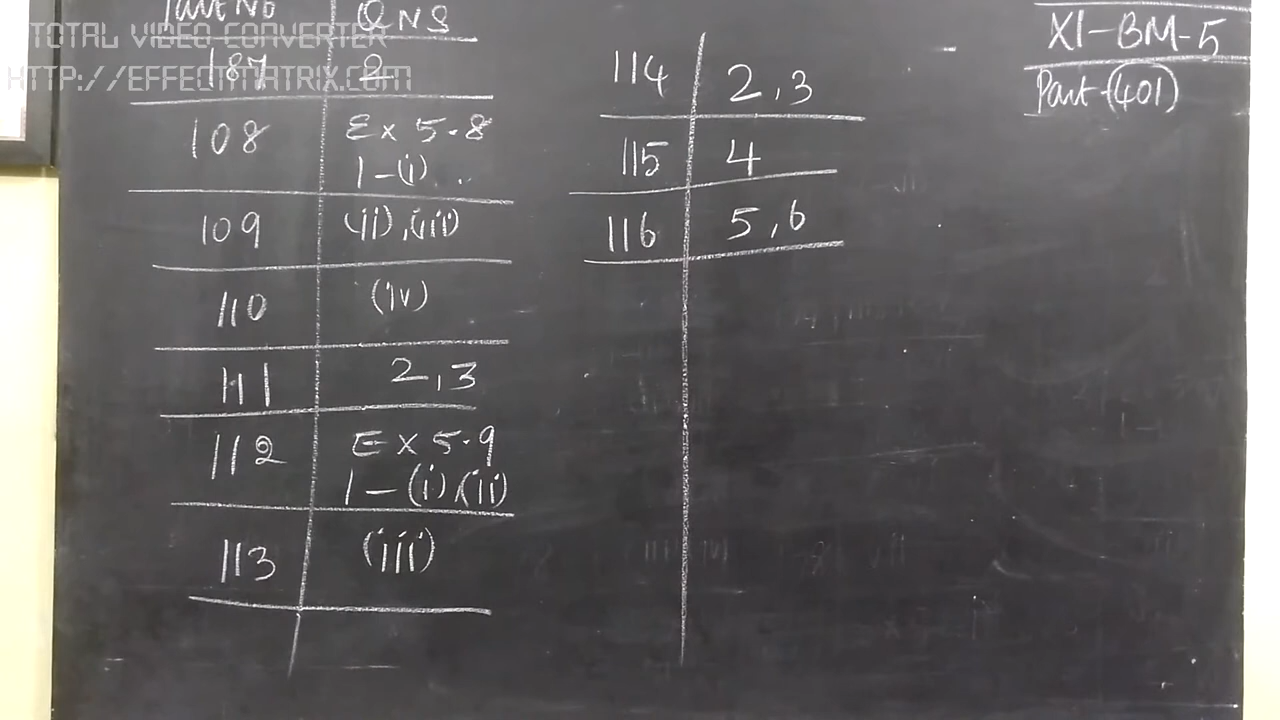 TOTAL VIDEO CONVERTER
HTTP://EFFECTMATRIX.COM
Part No QNS
187 2
108 Ex 5.8
1-(i)
109 (ii),(iii)
110 (iv)
111 2,3
112 Ex 5.9
1-(i),(ii)
113 (iii)
114 2,3
115 4
116 5,6
XI-BM-5
Part-(401)